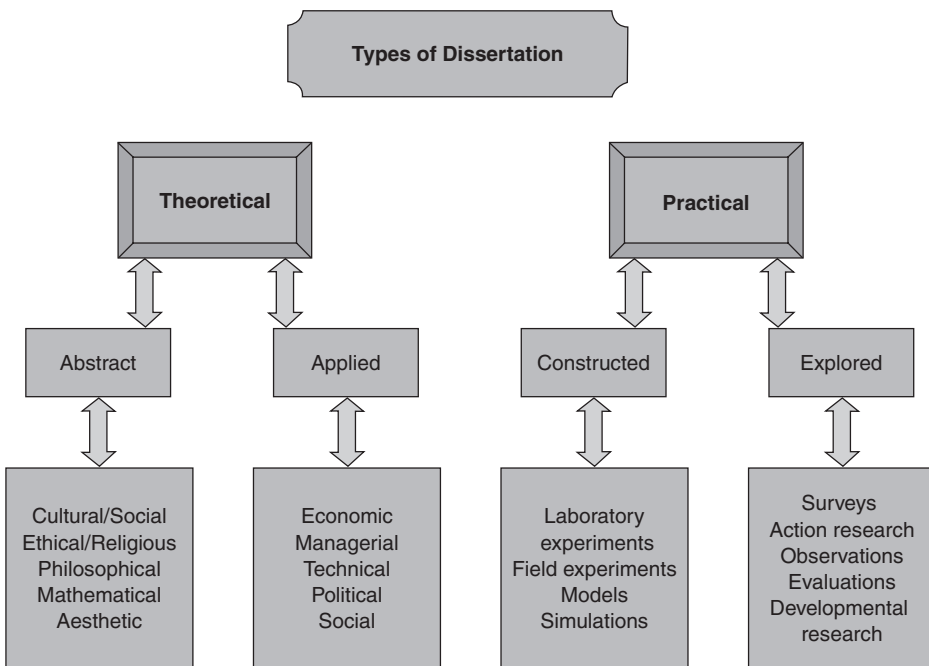 Types of Dissertation
Theoretical
Practical
Abstract
Applied
Constructed
Explored
Cultural/Social
Ethical/Religious
Philosophical
Mathematical
Aesthetic
Economic
Managerial
Technical
Political
Social
Laboratory
experiments
Field experiments
Models
Simulations
Surveys
Action research
Observations
Evaluations
Developmental
research